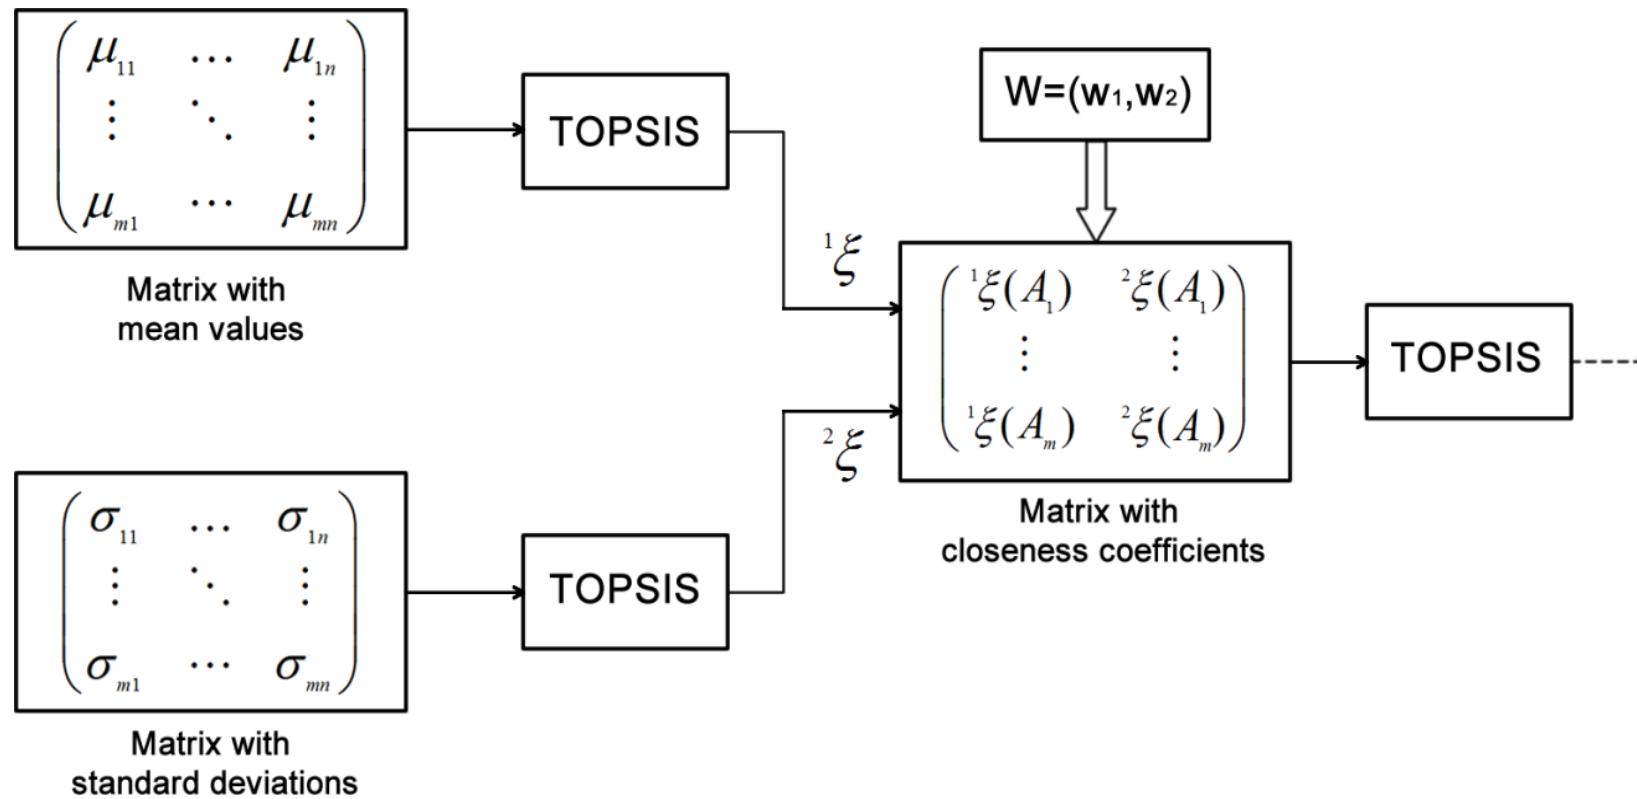 μ11 ⋯ μ1n
⋮ ⋱ ⋮
μm1 ⋯ μmn
Matrix with
mean values
TOPSIS
σ11 ⋯ σ1n
⋮ ⋱ ⋮
σm1 ⋯ σmn
Matrix with
standard deviations
TOPSIS
¹ξ
²ξ
W=(w₁,w₂)
¹ξ(A₁) ²ξ(A₁)
⋮ ⋮
¹ξ(Aₘ) ²ξ(Aₘ)
Matrix with
closeness coefficients
TOPSIS